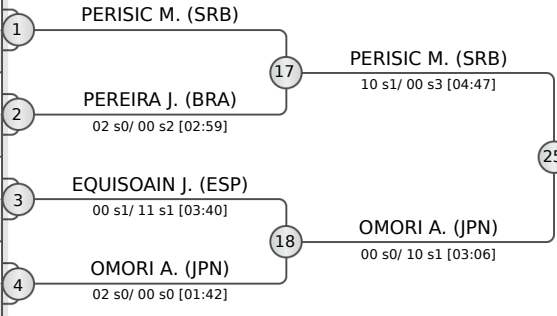 PERISIC M. (SRB)
1
17
PERISIC M. (SRB)
10 s1/ 00 s3 [04:47]
PEREIRA J. (BRA)
2
02 s0/ 00 s2 [02:59]
25
EQUISOAIN J. (ESP)
3
00 s1/ 11 s1 [03:40]
18
OMORI A. (JPN)
00 s0/ 10 s1 [03:06]
OMORI A. (JPN)
4
02 s0/ 00 s0 [01:42]